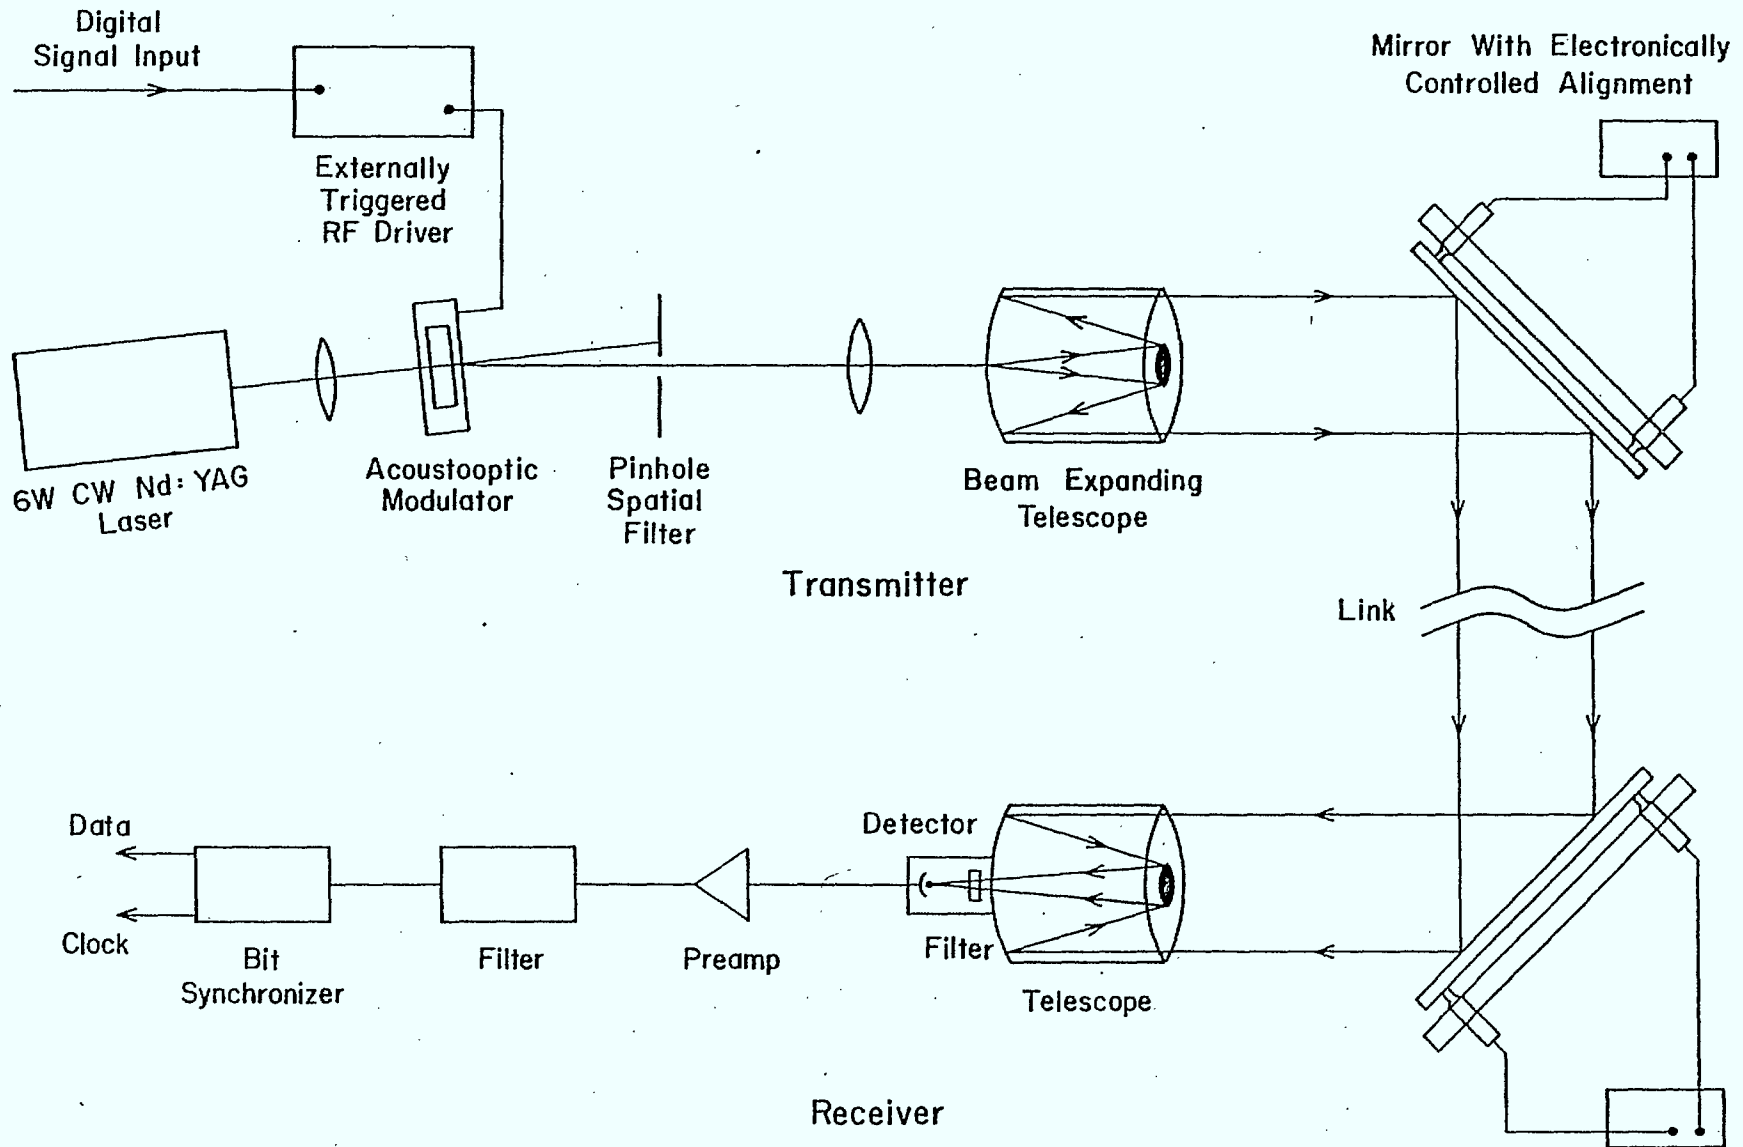 Digital
Signal Input
Externally
Triggered
RF Driver
Mirror With Electronically
Controlled Alignment
6W CW Nd: YAG
Laser
Acoustooptic
Modulator
Pinhole
Spatial
Filter
Beam Expanding
Telescope
Transmitter
Link
Data
Clock
Bit
Synchronizer
Filter
Preamp
Detector
Filter
Telescope
Receiver